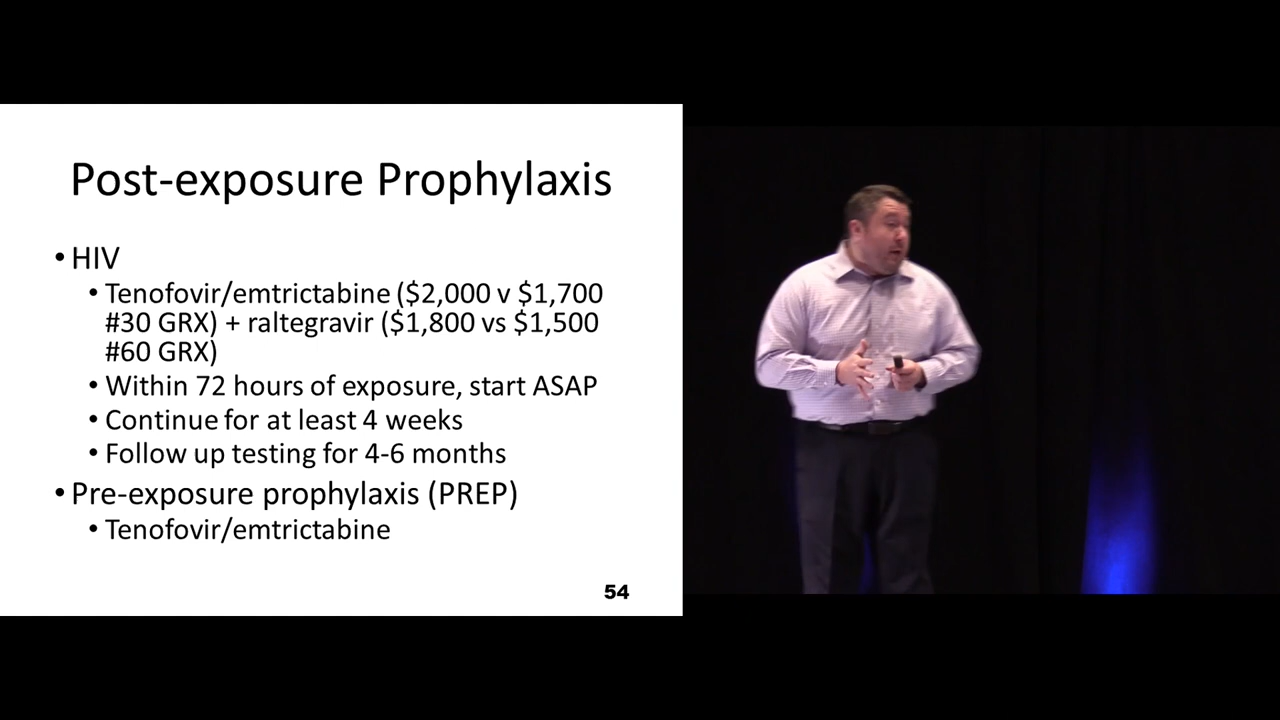 Post-exposure Prophylaxis
• HIV
• Tenofovir/emtrictabine ($2,000 v $1,700
#30 GRX) + raltegravir ($1,800 vs $1,500
#60 GRX)
• Within 72 hours of exposure, start ASAP
• Continue for at least 4 weeks
• Follow up testing for 4-6 months
• Pre-exposure prophylaxis (PREP)
• Tenofovir/emtrictabine
54